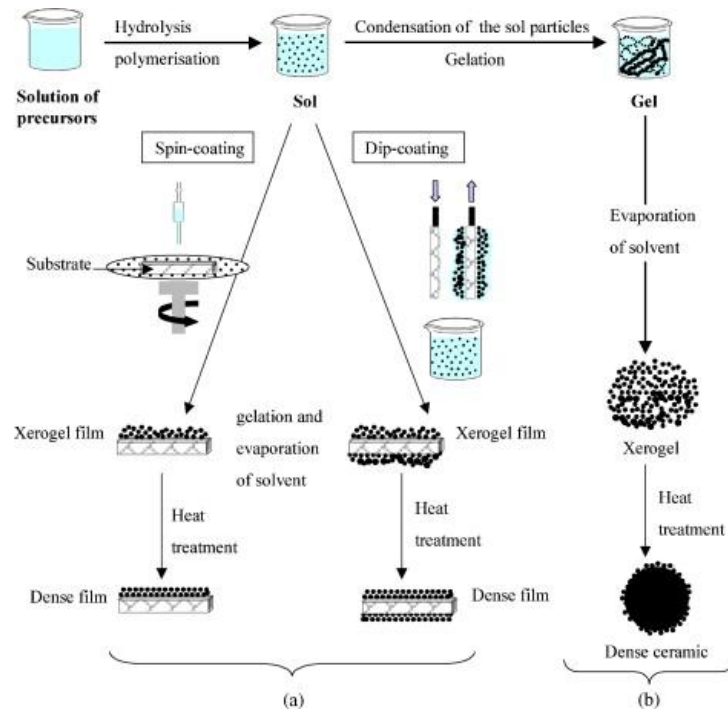 Hydrolysis
polymerisation
Condensation of the sol particles
Gelation
Solution of
precursors
Sol
Gel
Spin-coating
Dip-coating
Substrate
Evaporation
of solvent
Xerogel film
gelation and
evaporation
of solvent
Xerogel film
Xerogel
Heat
treatment
Heat
treatment
Heat
treatment
Dense film
Dense film
Dense ceramic
(a)
(b)